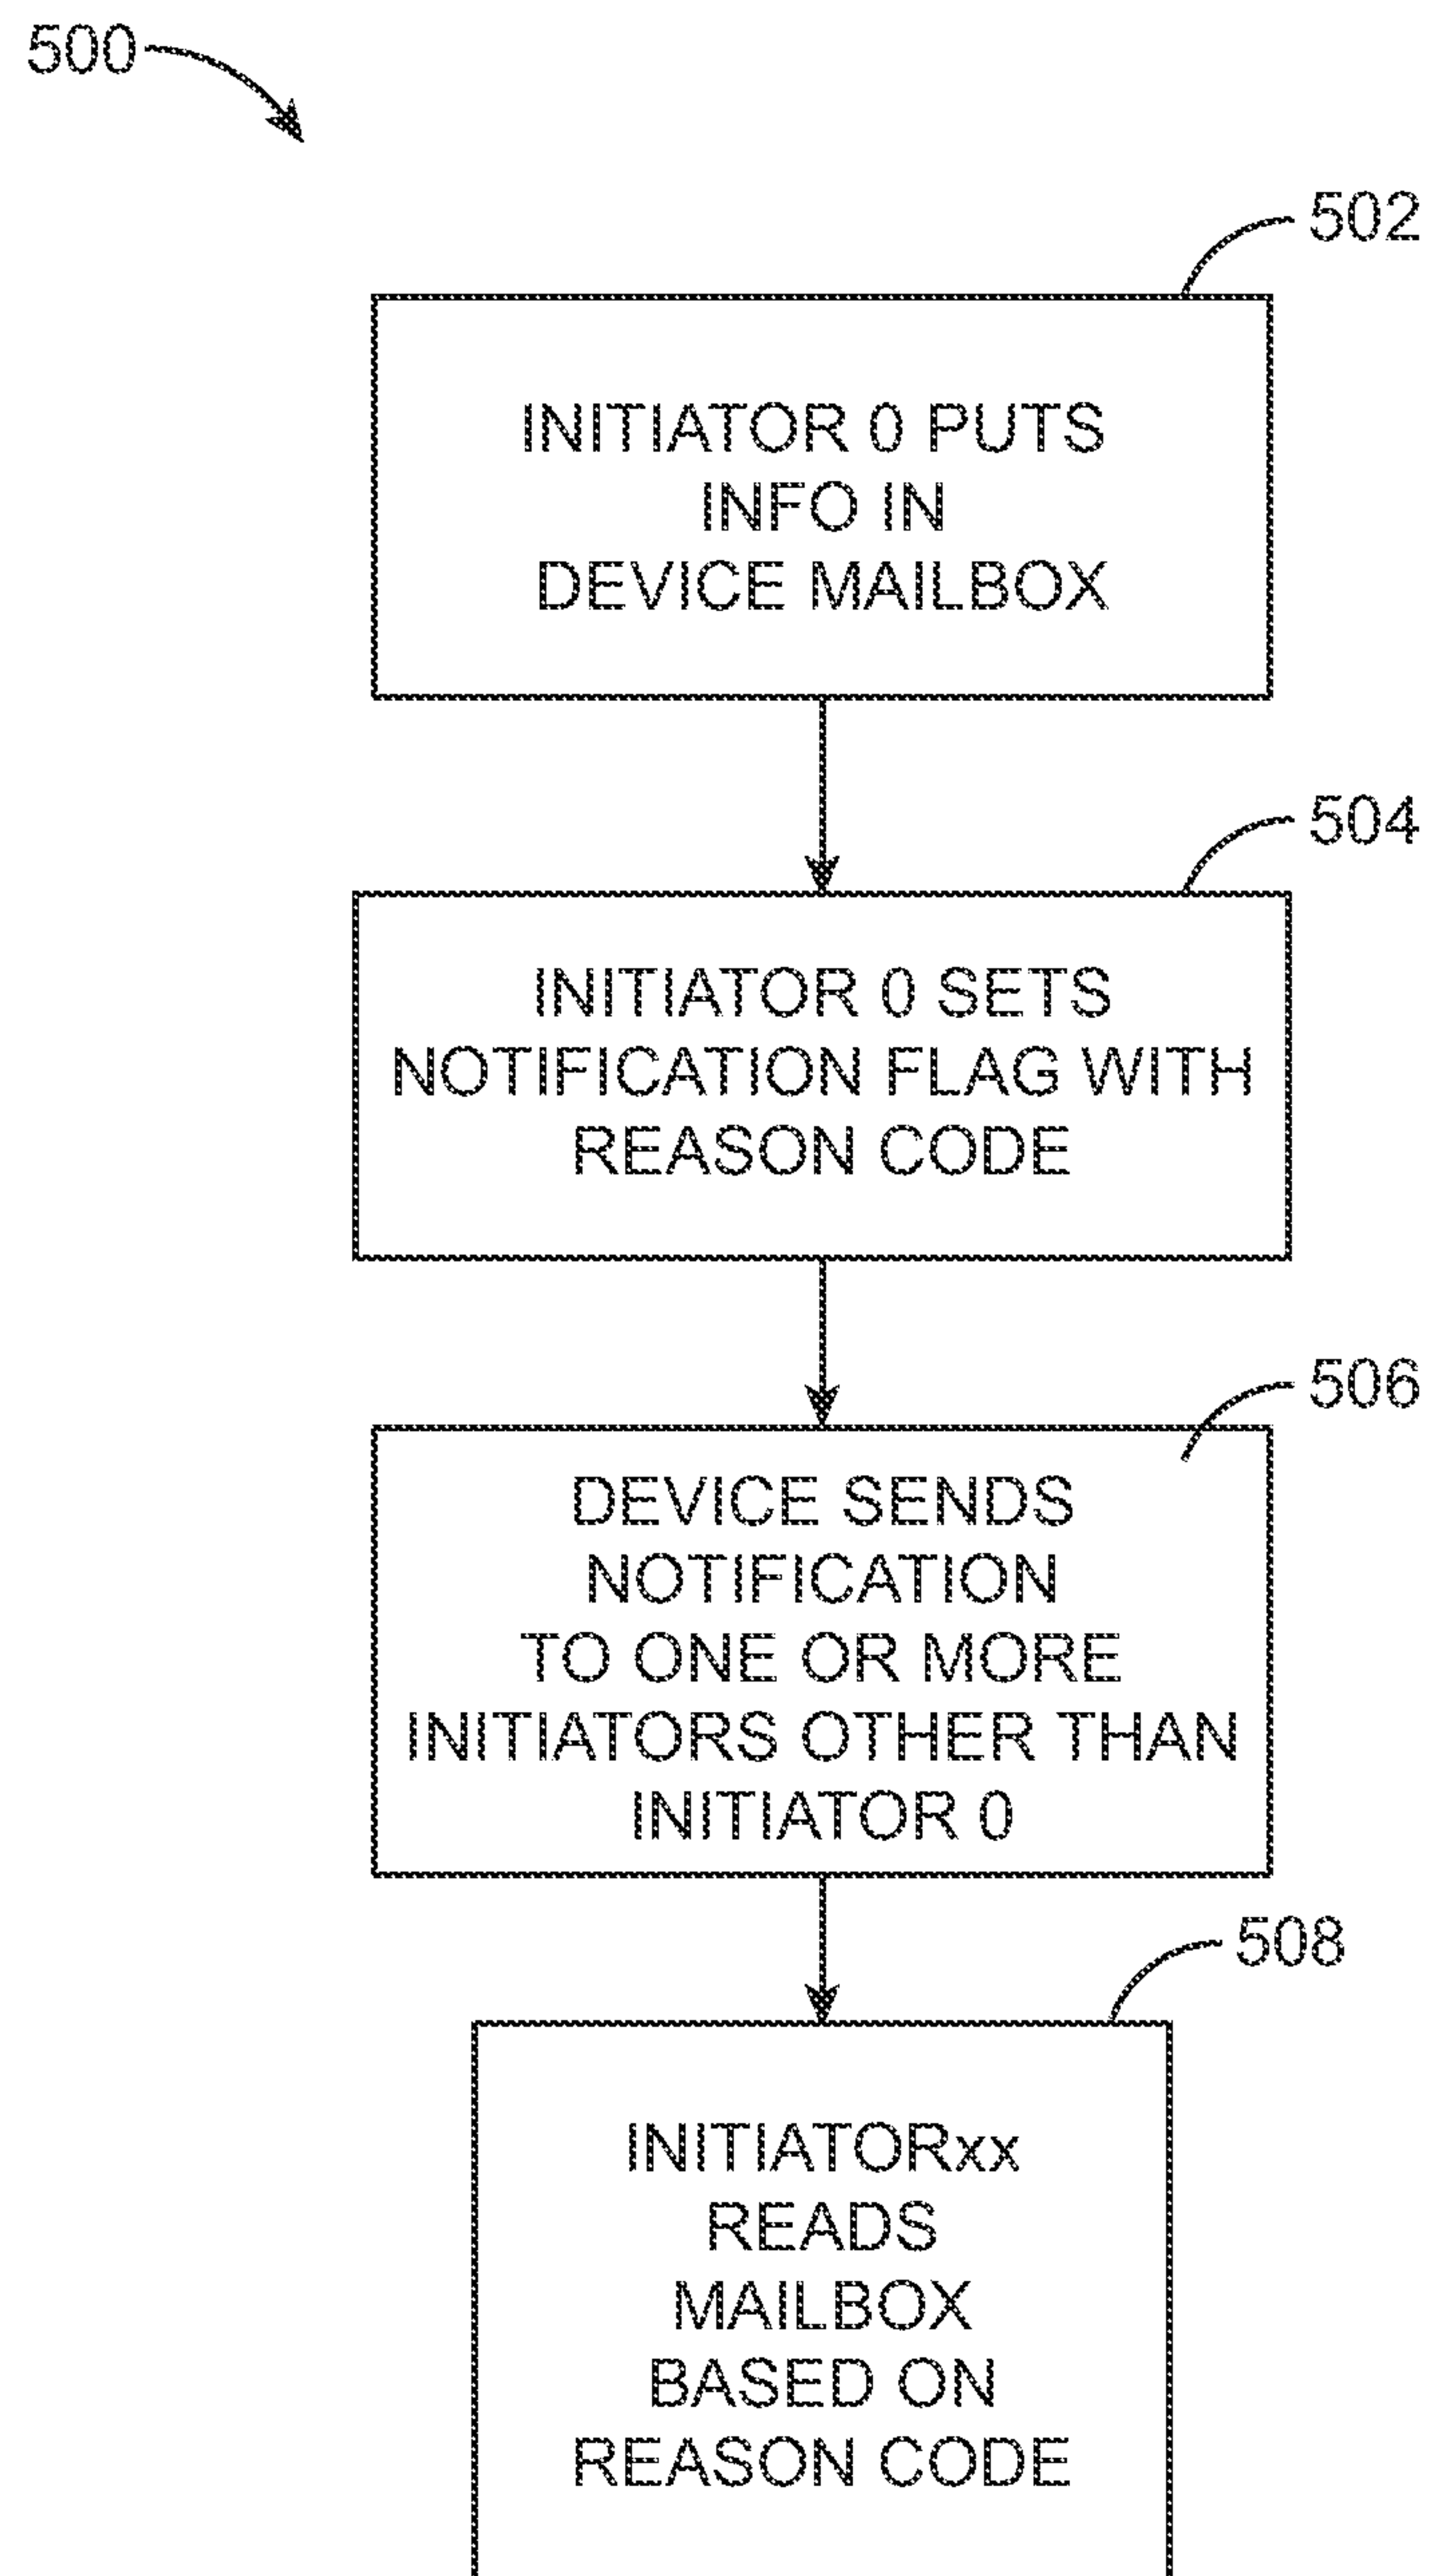 500
502
INITIATOR 0 PUTS
INFO IN
DEVICE MAILBOX
504
INITIATOR 0 SETS
NOTIFICATION FLAG WITH
REASON CODE
506
DEVICE SENDS
NOTIFICATION
TO ONE OR MORE
INITIATORS OTHER THAN
INITIATOR 0
508
INITIATORxx
READS
MAILBOX
BASED ON
REASON CODE